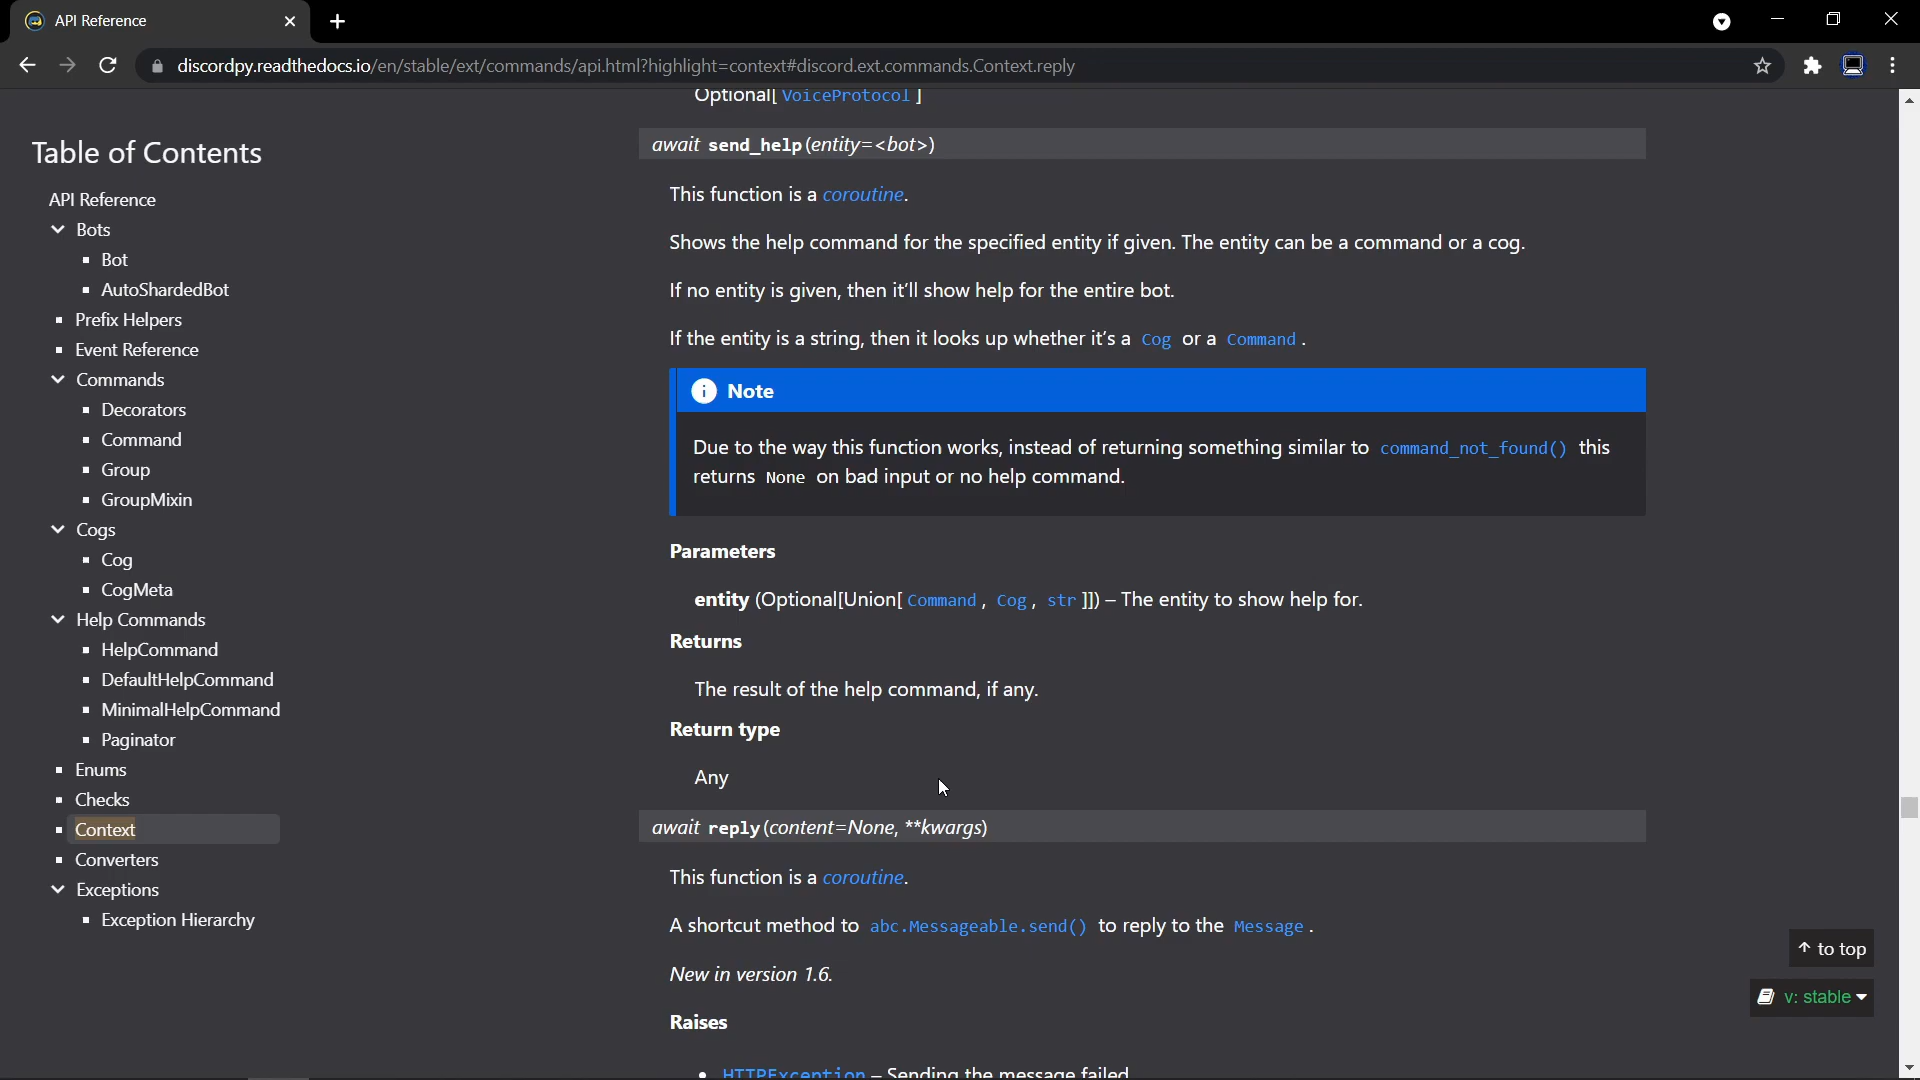 API Reference
discordpy.readthedocs.io/en/stable/ext/commands/api.html?highlight=context#discord.ext.commands.Context.reply
Table of Contents
API Reference
Bots
Bot
AutoShardedBot
Prefix Helpers
Event Reference
Commands
Decorators
Command
Group
GroupMixin
Cogs
Cog
CogMeta
Help Commands
HelpCommand
DefaultHelpCommand
MinimalHelpCommand
Paginator
Enums
Checks
Context
Converters
Exceptions
Exception Hierarchy
Optional[VoiceProtocol]
await send_help(entity=<bot>)
This function is a coroutine.
Shows the help command for the specified entity if given. The entity can be a command or a cog.
If no entity is given, then it'll show help for the entire bot.
If the entity is a string, then it looks up whether it's a Cog or a Command.
Note
Due to the way this function works, instead of returning something similar to command_not_found() this
returns None on bad input or no help command.
Parameters
entity (Optional[Union[Command, Cog, str]]) – The entity to show help for.
Returns
The result of the help command, if any.
Return type
Any
await reply(content=None, **kwargs)
This function is a coroutine.
A shortcut method to abc.Messageable.send() to reply to the Message.
New in version 1.6.
Raises
• HTTPException – Sending the message failed
↑ to top
v: stable